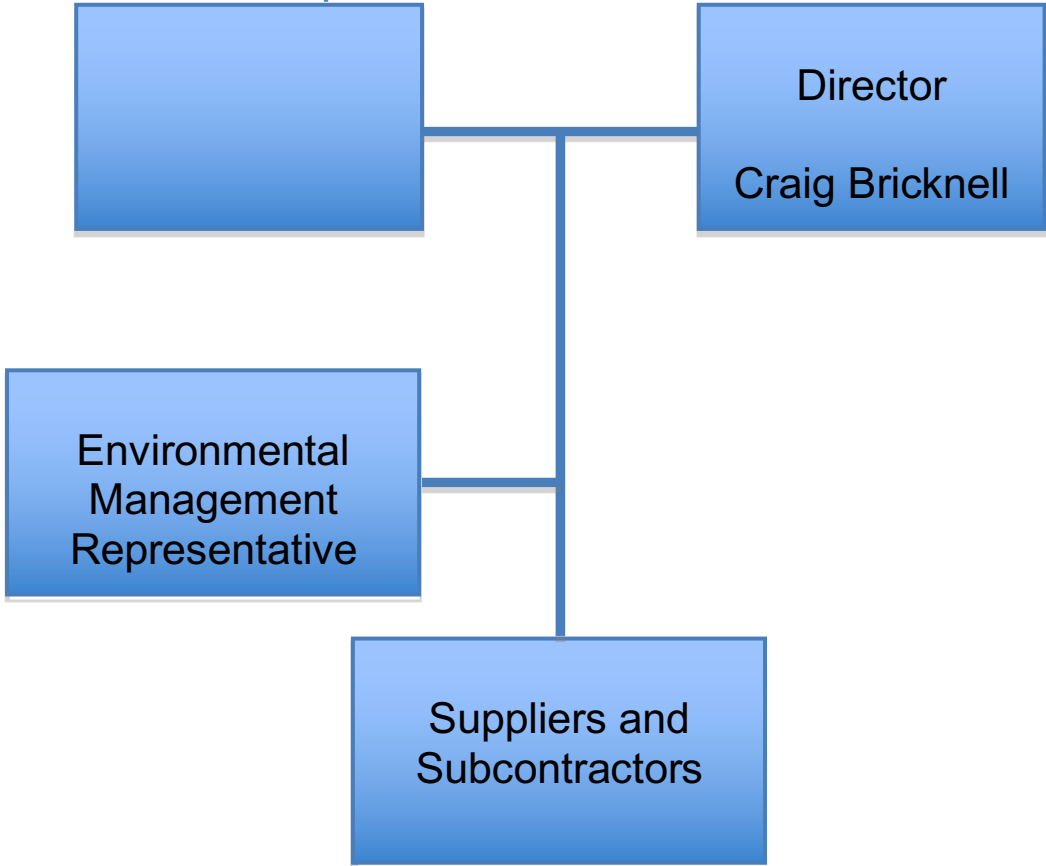 Director
Craig Bricknell
Environmental
Management
Representative
Suppliers and
Subcontractors